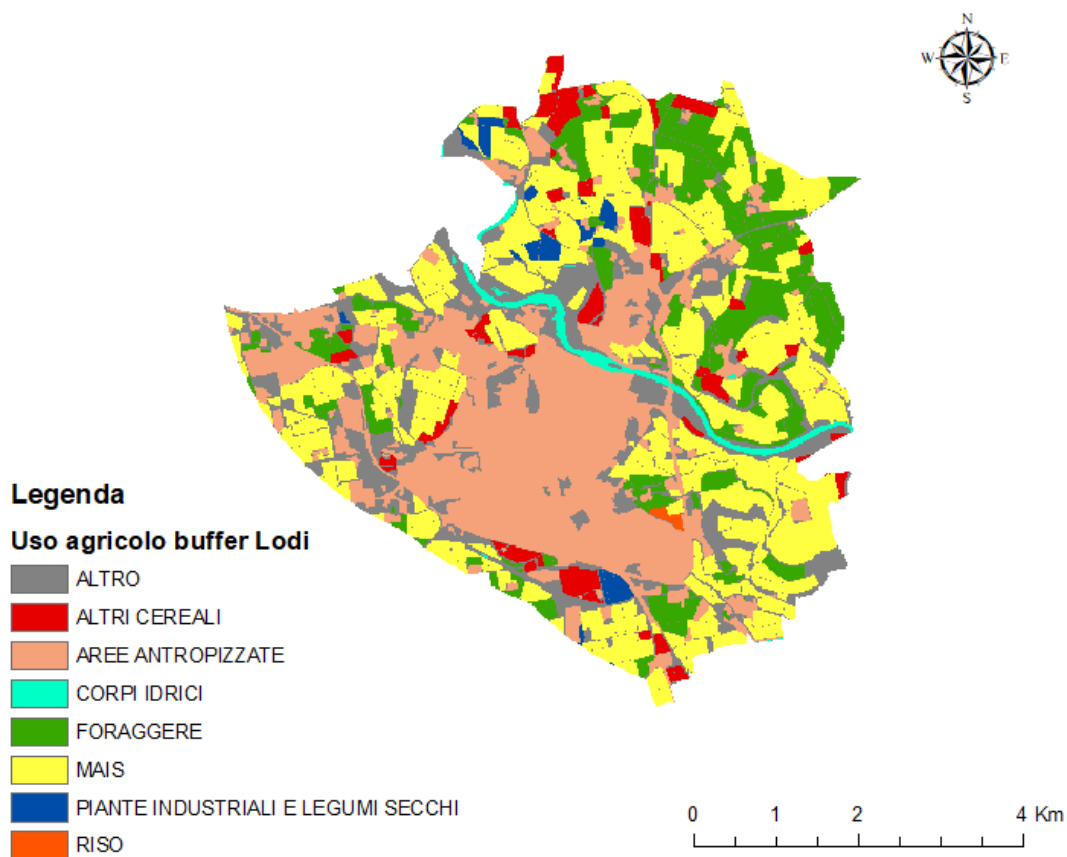 N
W E
S
Legenda
Uso agricolo buffer Lodi
ALTRO
ALTRI CEREALI
AREE ANTROPIZZATE
CORPI IDRICI
FORAGGERE
MAIS
PIANTE INDUSTRIALI E LEGUMI SECCHI
RISO
0 1 2 4 Km